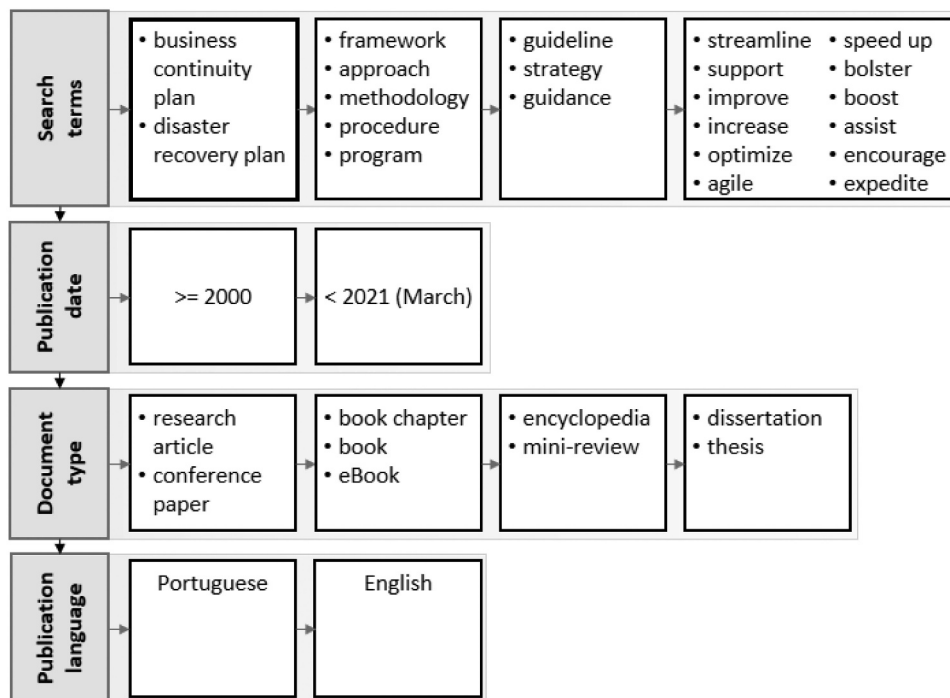 Search terms
• business continuity plan
• disaster recovery plan
• framework
• approach
• methodology
• procedure
• program
• guideline
• strategy
• guidance
• streamline
• support
• improve
• increase
• optimize
• agile
• speed up
• bolster
• boost
• assist
• encourage
• expedite
Publication date
>= 2000
< 2021 (March)
Document type
• research article
• conference paper
• book chapter
• book
• eBook
• encyclopedia
• mini-review
• dissertation
• thesis
Publication language
Portuguese
English